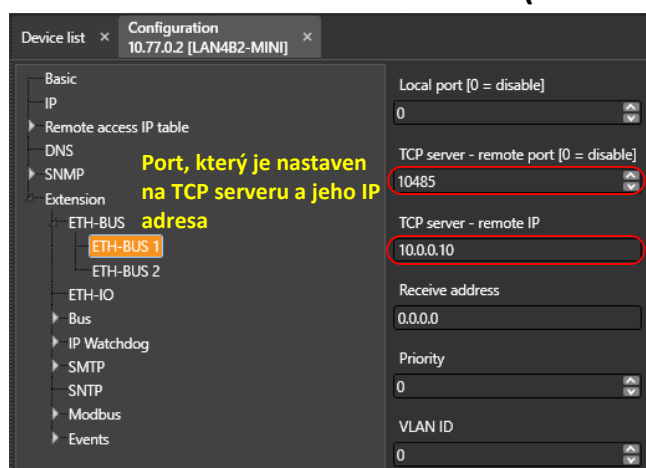 Device list ×
Configuration
10.77.0.2 [LAN4B2-MINI] ×
Basic
IP
Remote access IP table
DNS
SNMP
Extension
ETH-BUS
ETH-BUS 1
ETH-BUS 2
ETH-IO
Bus
IP Watchdog
SMTP
SNTP
Modbus
Events
Port, který je nastaven
na TCP serveru a jeho IP
adresa
Local port [0 = disable]
0
TCP server - remote port [0 = disable]
10485
TCP server - remote IP
10.0.0.10
Receive address
0.0.0.0
Priority
0
VLAN ID
0